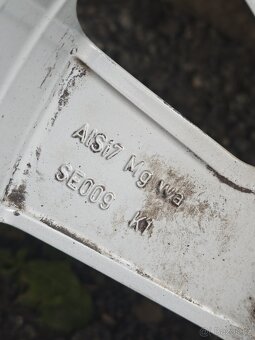 AlSi7 Mg wa
SE009 K1